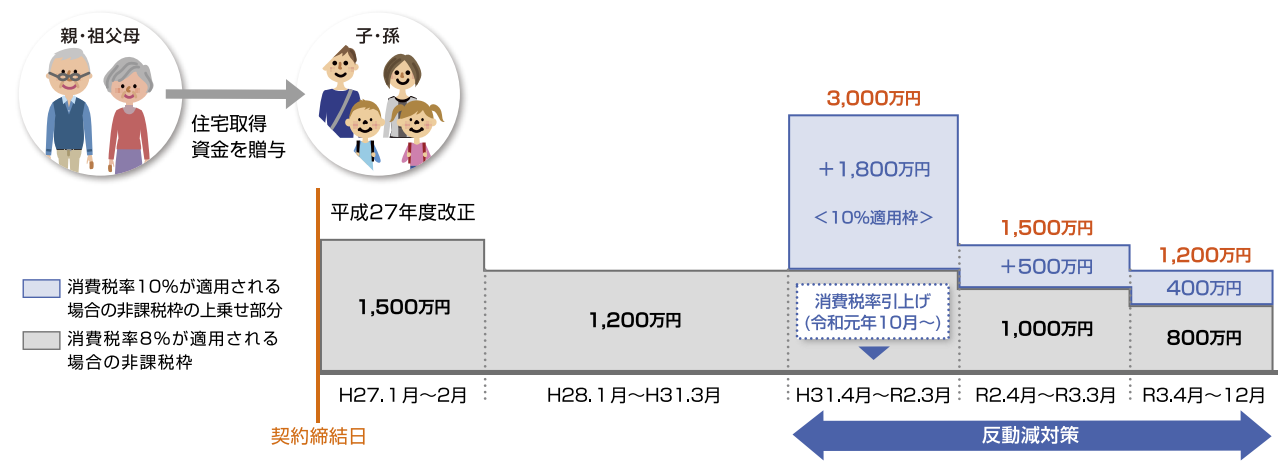 親・祖父母
子・孫
住宅取得
資金を贈与
平成27年度改正
3,000万円
+1,800万円
<10%適用枠>
1,500万円
+500万円
1,200万円
400万円
消費税率10%が適用される
場合の非課税枠の上乗せ部分
消費税率8%が適用される
場合の非課税枠
1,500万円
1,200万円
消費税率引上げ
(令和元年10月〜)
1,000万円
800万円
H27.1月〜2月
H28.1月〜H31.3月
H31.4月〜R2.3月
R2.4月〜R3.3月
R3.4月〜12月
契約締結日
反動減対策